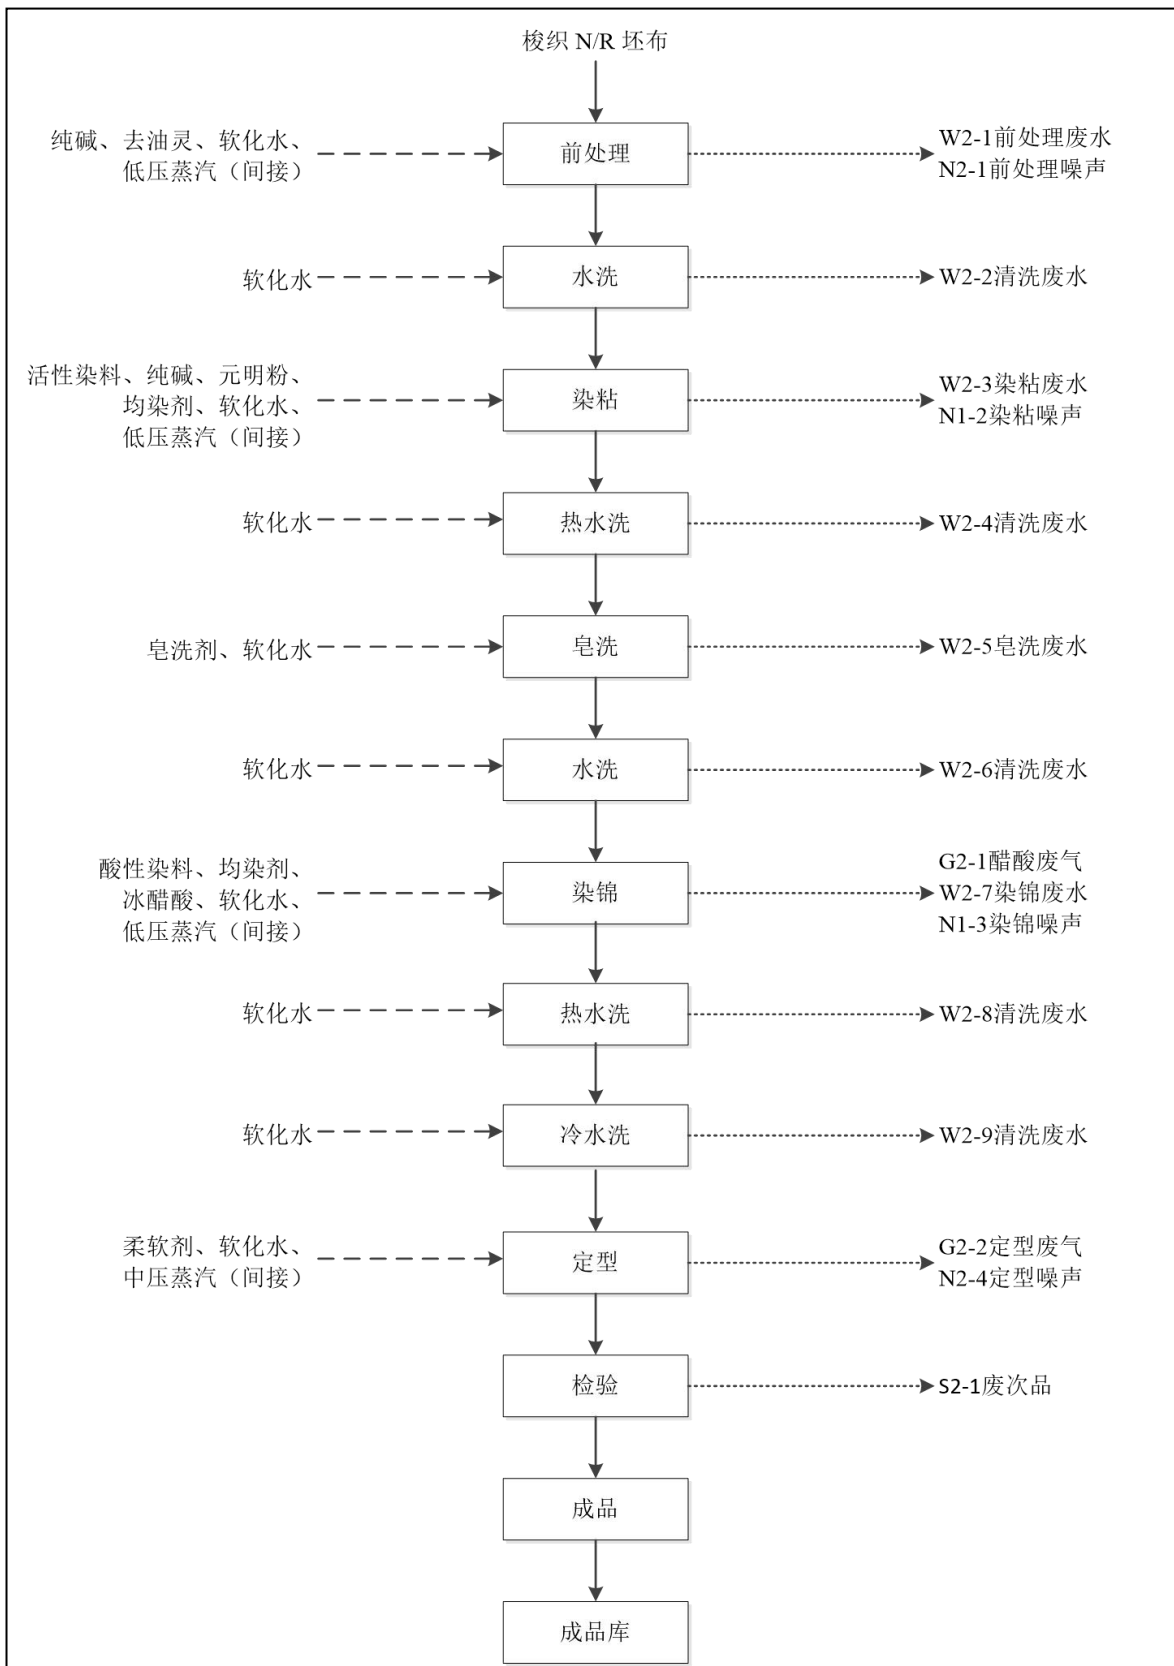 梭织 N/R 坯布
纯碱、去油灵、软化水、
低压蒸汽（间接）
前处理
W2-1前处理废水
N2-1前处理噪声
软化水
水洗
W2-2清洗废水
活性染料、纯碱、元明粉、
均染剂、软化水、
低压蒸汽（间接）
染粘
W2-3染粘废水
N1-2染粘噪声
软化水
热水洗
W2-4清洗废水
皂洗剂、软化水
皂洗
W2-5皂洗废水
软化水
水洗
W2-6清洗废水
酸性染料、均染剂、
冰醋酸、软化水、
低压蒸汽（间接）
染锦
G2-1醋酸废气
W2-7染锦废水
N1-3染锦噪声
软化水
热水洗
W2-8清洗废水
软化水
冷水洗
W2-9清洗废水
柔软剂、软化水、
中压蒸汽（间接）
定型
G2-2定型废气
N2-4定型噪声
检验
S2-1废次品
成品
成品库